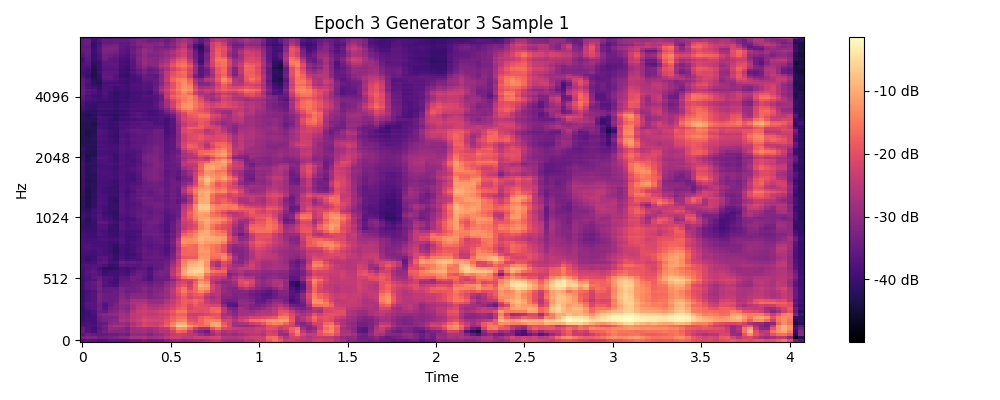 Epoch 3 Generator 3 Sample 1
Hz
4096
2048
1024
512
0
0 0.5 1 1.5 2 2.5 3 3.5 4
Time
-10 dB
-20 dB
-30 dB
-40 dB